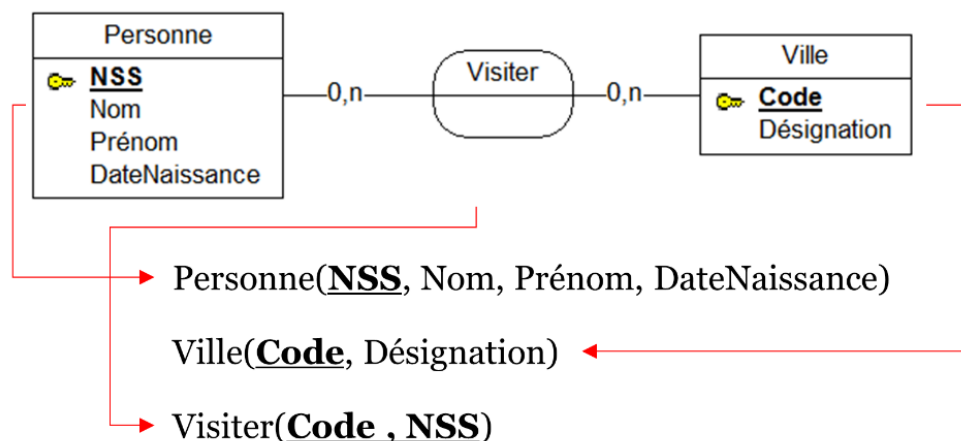 Personne
NSS
Nom
Prénom
DateNaissance
0,n
Visiter
0,n
Ville
Code
Désignation
Personne(NSS, Nom, Prénom, DateNaissance)
Ville(Code, Désignation)
Visiter(Code , NSS)